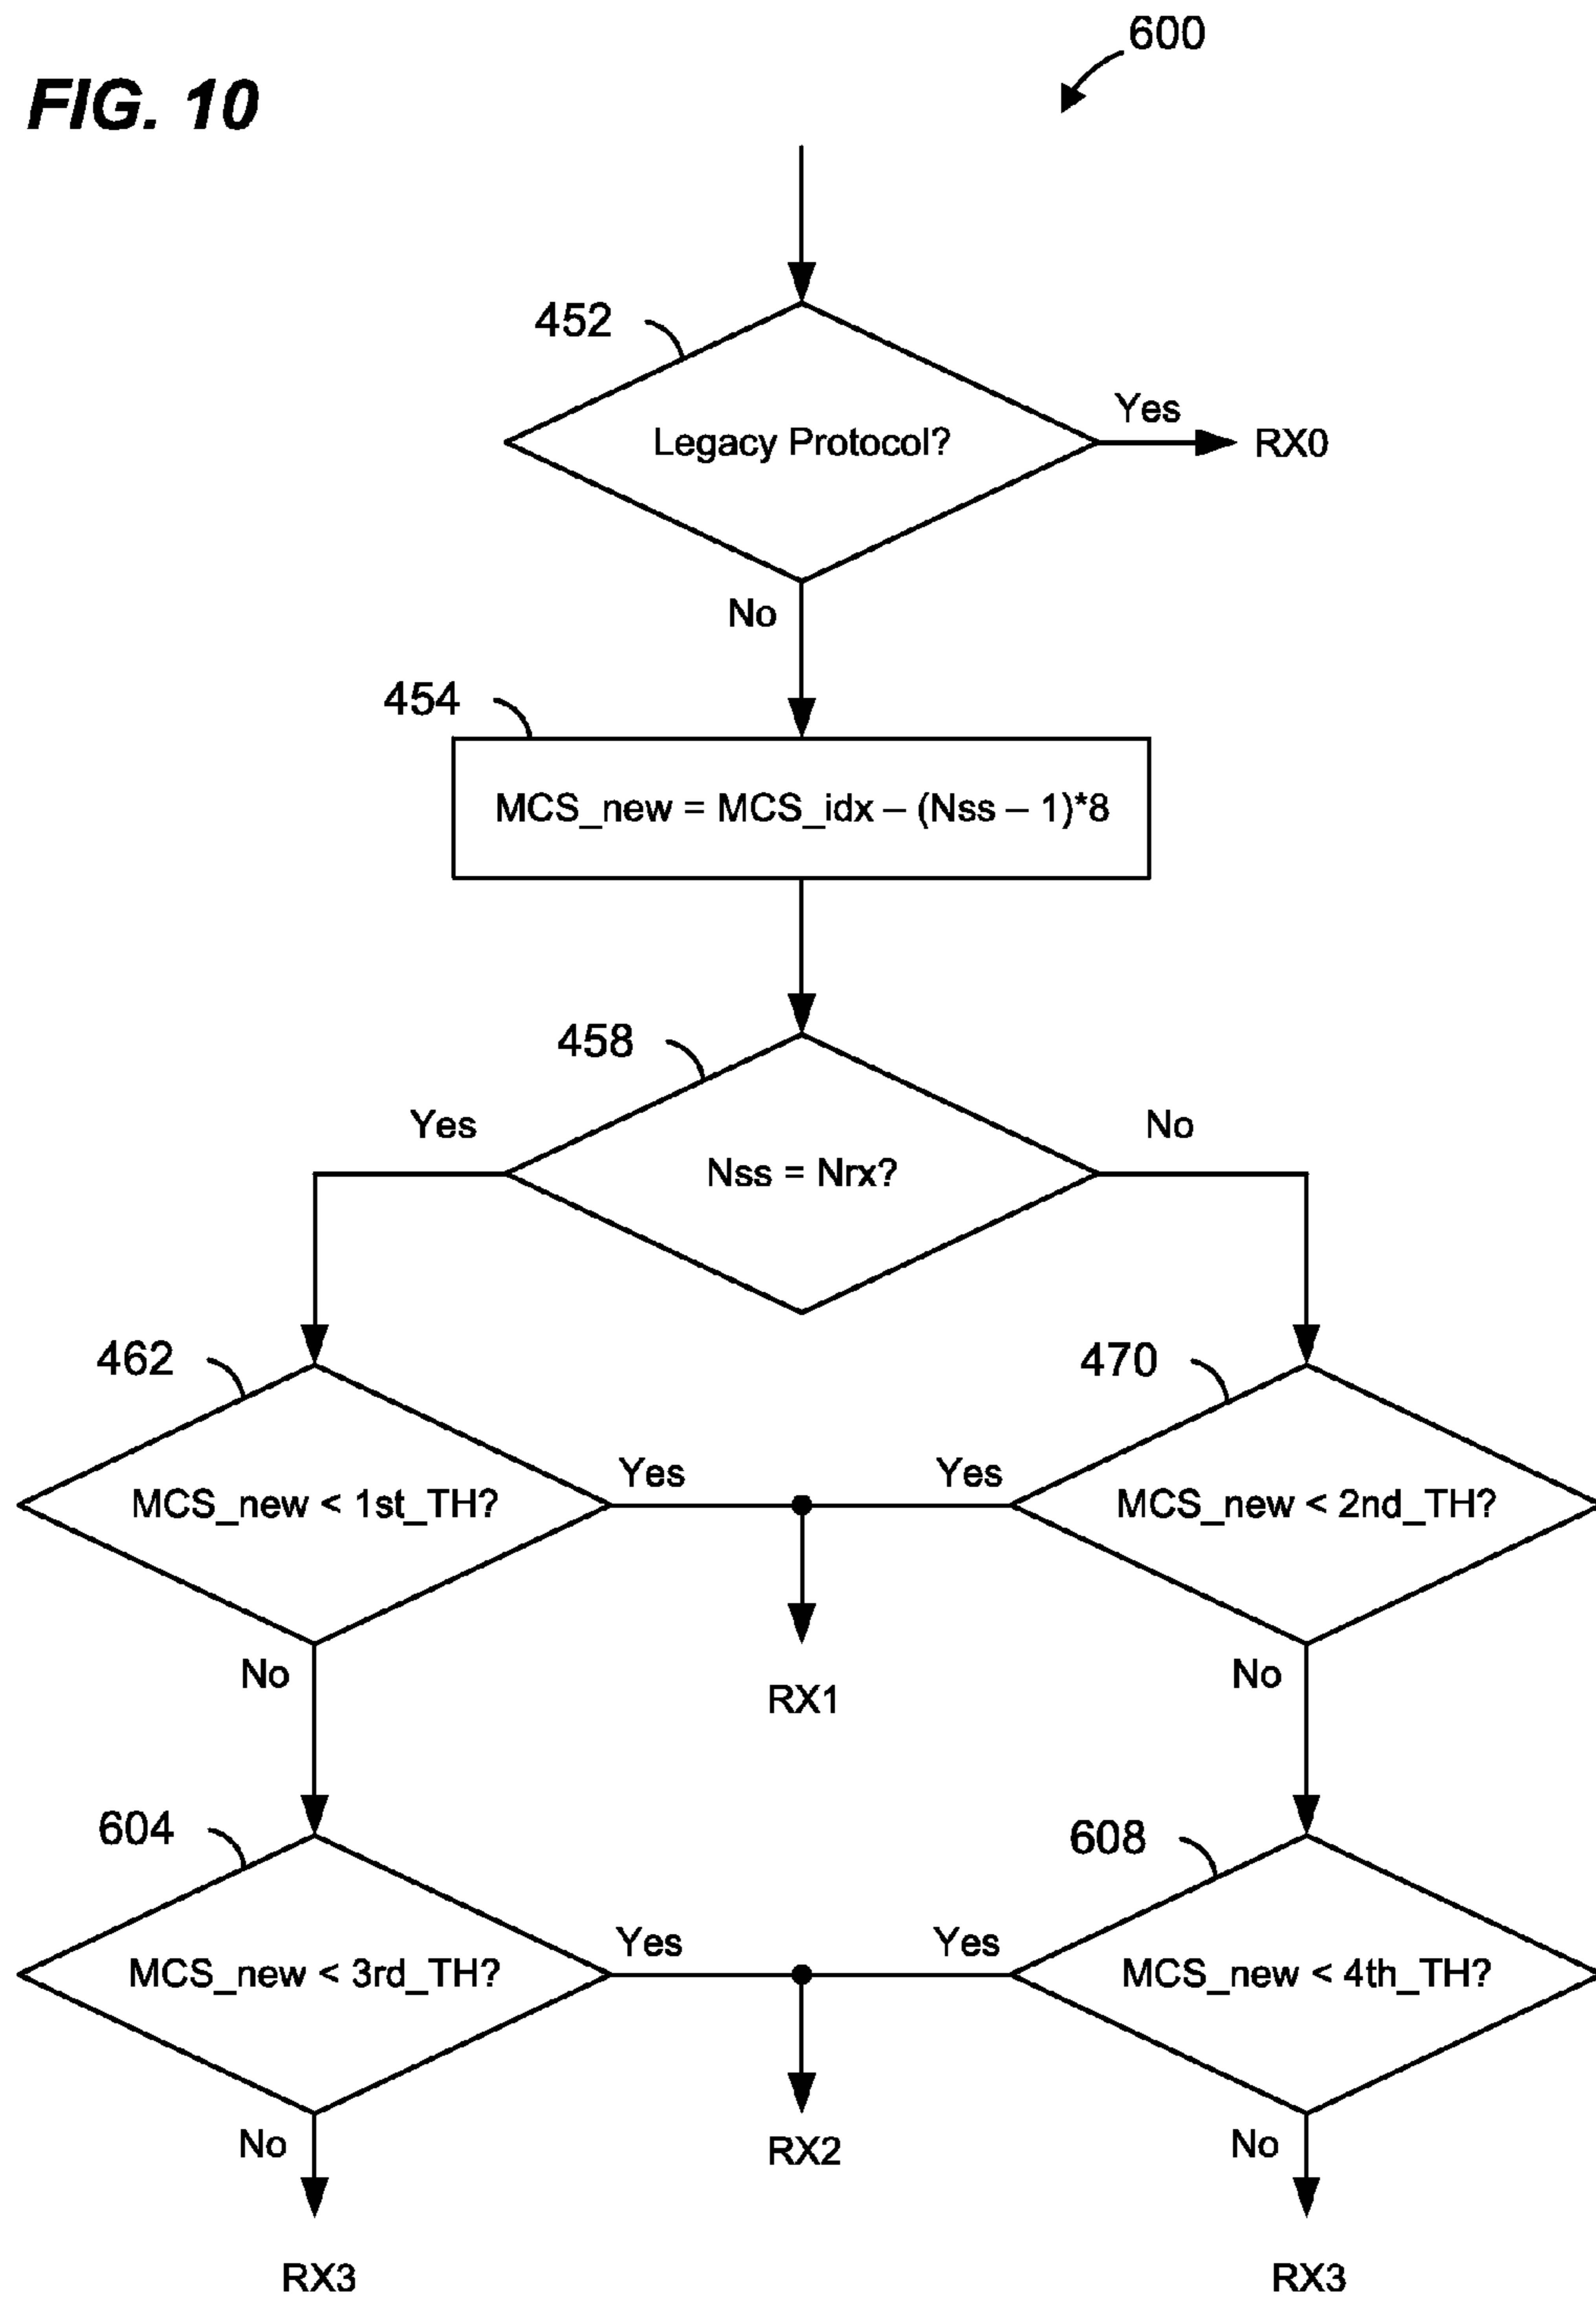 600
FIG. 10
452
Legacy Protocol?
Yes
RX0
No
454
MCS_new = MCS_idx – (Nss – 1)*8
458
Yes
No
Nss = Nrx?
462
470
MCS_new < 1st_TH?
Yes
Yes
MCS_new < 2nd_TH?
No
RX1
No
604
608
MCS_new < 3rd_TH?
Yes
Yes
MCS_new < 4th_TH?
No
RX2
No
RX3
RX3